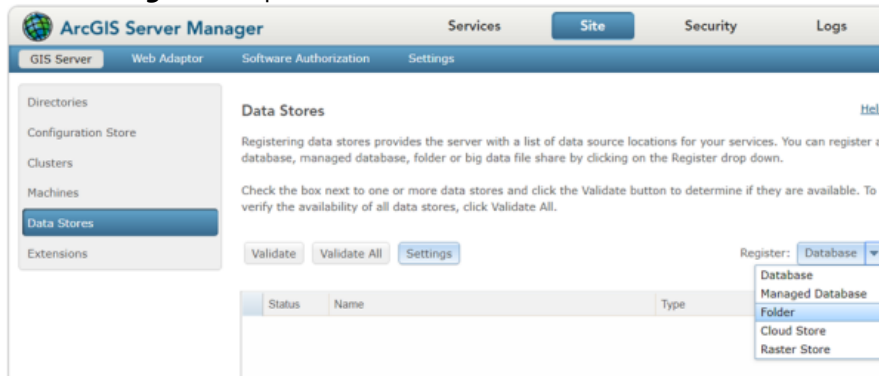 ArcGIS Server Manager
Services Site Security Logs
GIS Server Web Adaptor Software Authorization Settings
Directories
Configuration Store
Clusters
Machines
Data Stores
Extensions
Data Stores
Hel
Registering data stores provides the server with a list of data source locations for your services. You can register a
database, managed database, folder or big data file share by clicking on the Register drop down.
Check the box next to one or more data stores and click the Validate button to determine if they are available. To
verify the availability of all data stores, click Validate All.
Validate Validate All Settings
Register: Database
Database
Managed Database
Folder
Cloud Store
Raster Store
Status Name Type